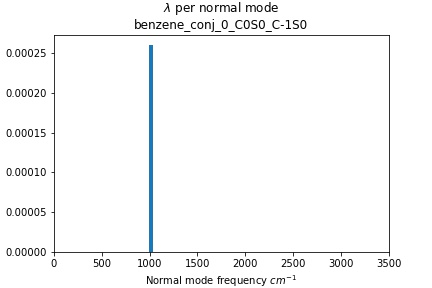 λ per normal mode
benzene_conj_0_C0S0_C-1S0
0.00025
0.00020
0.00015
0.00010
0.00005
0.00000
0 500 1000 1500 2000 2500 3000 3500
Normal mode frequency cm⁻¹